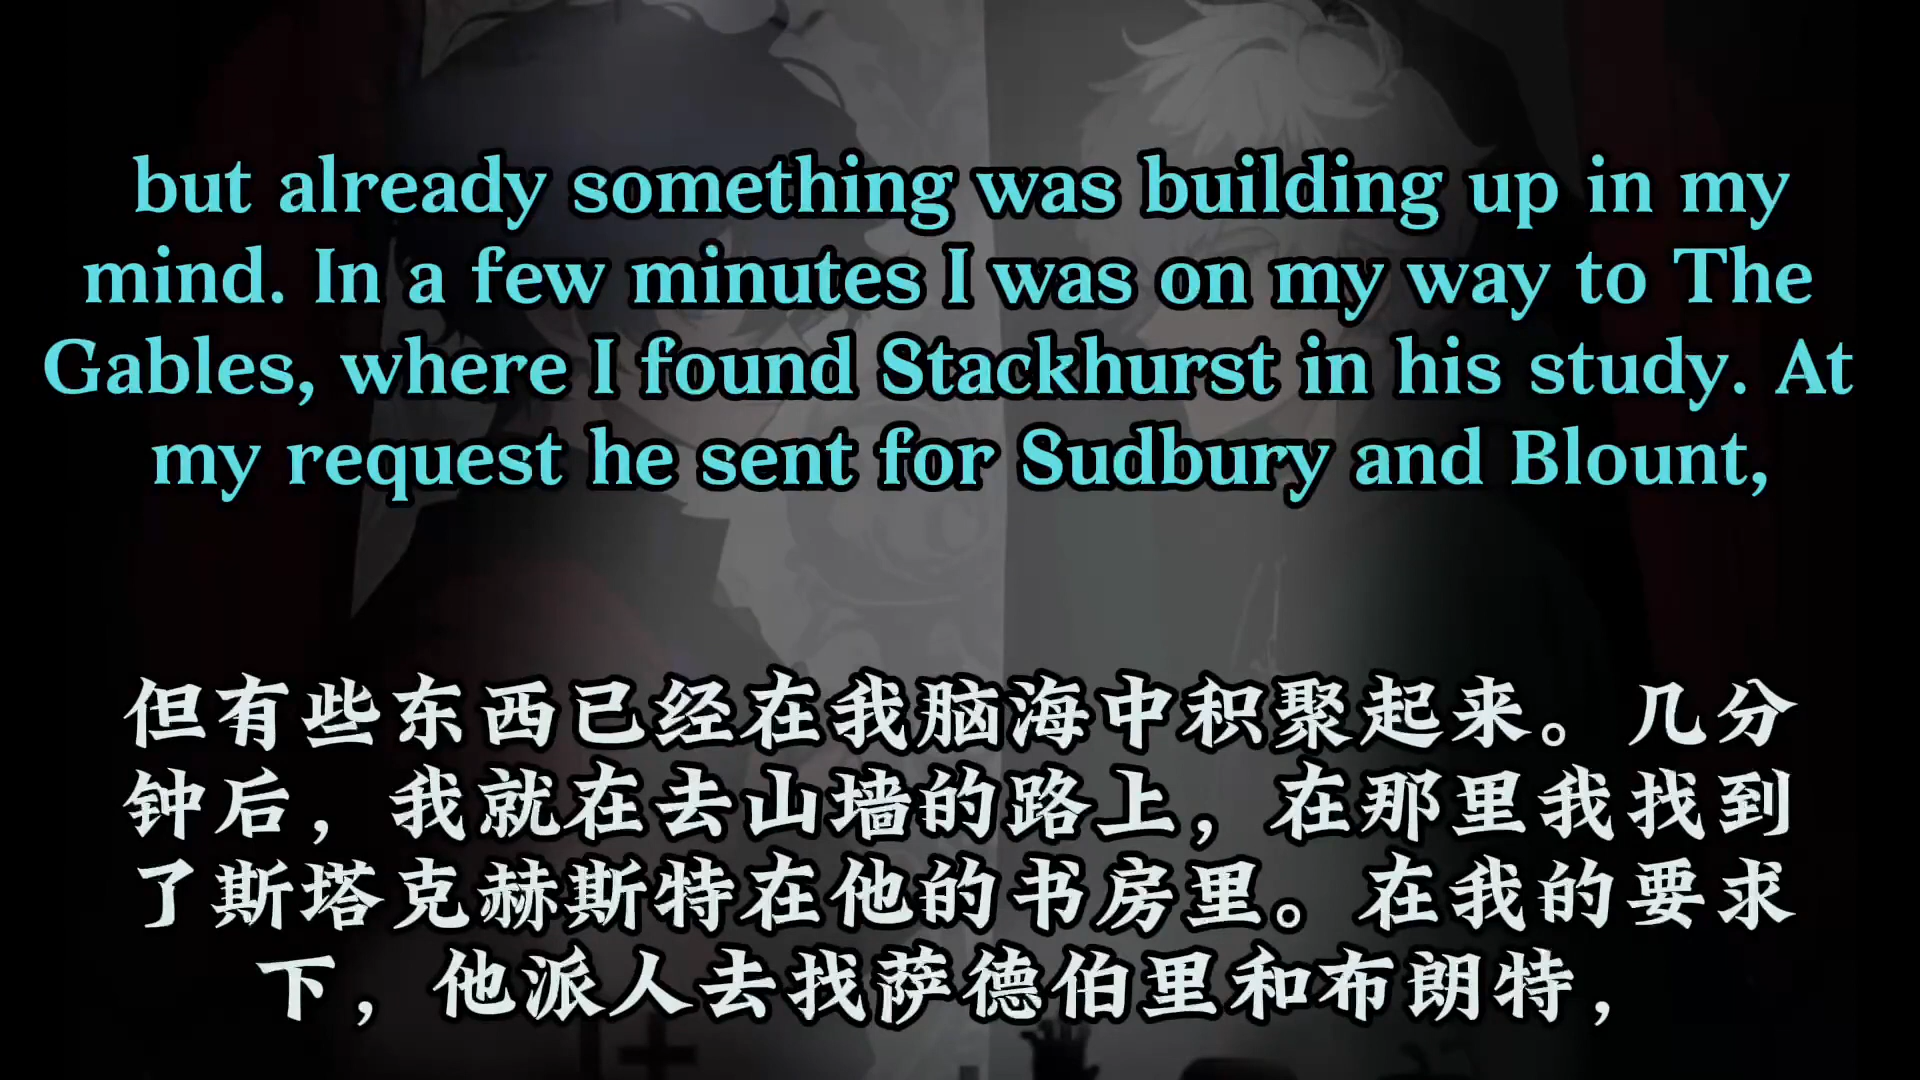 but already something was building up in my
mind. In a few minutes I was on my way to The
Gables, where I found Stackhurst in his study. At
my request he sent for Sudbury and Blount,
但有些东西已经在我脑海中积聚起来。几分
钟后，我就在去山墙的路上，在那里我找到
了斯塔克赫斯特在他的书房里。在我的要求
下，他派人去找萨德伯里和布朗特，